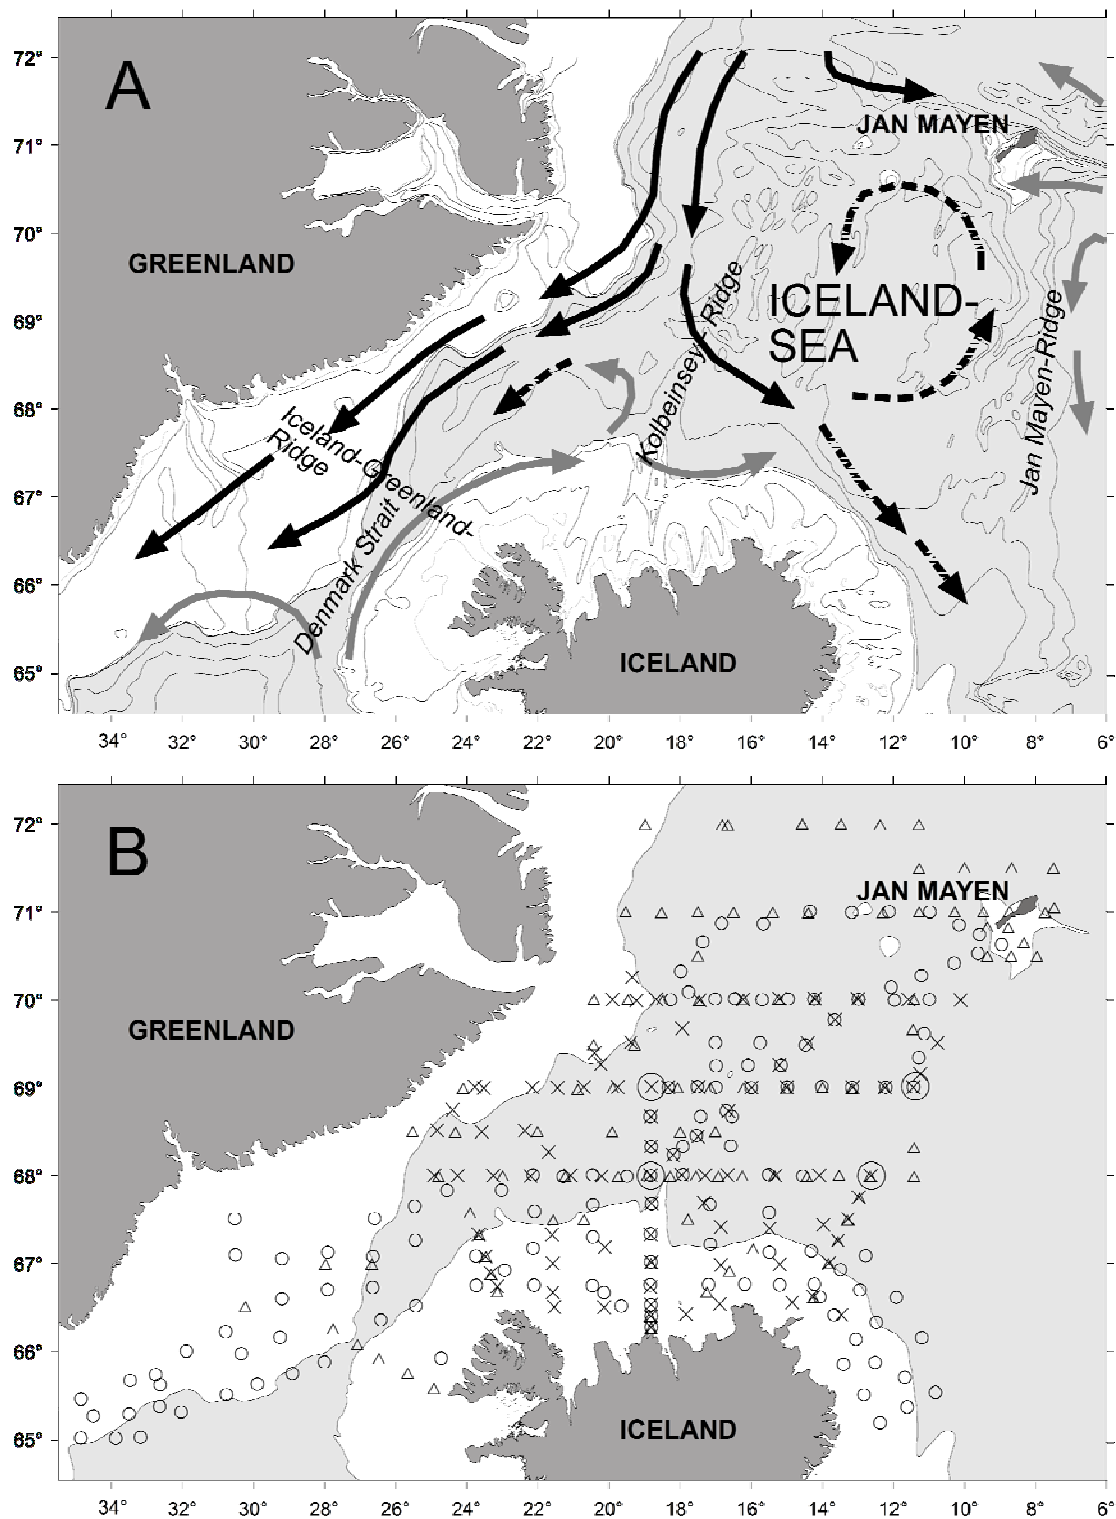 A
72°
71°
70°
69°
68°
67°
66°
65°
JAN MAYEN
GREENLAND
ICELAND-
SEA
Kolbeinsey - Ridge
Jan Mayen-Ridge
Iceland-Greenland-
Ridge
Denmark Strait
ICELAND
34° 32° 30° 28° 26° 24° 22° 20° 18° 16° 14° 12° 10° 8° 6°
B
72°
71°
70°
69°
68°
67°
66°
65°
JAN MAYEN
GREENLAND
ICELAND
34° 32° 30° 28° 26° 24° 22° 20° 18° 16° 14° 12° 10° 8° 6°